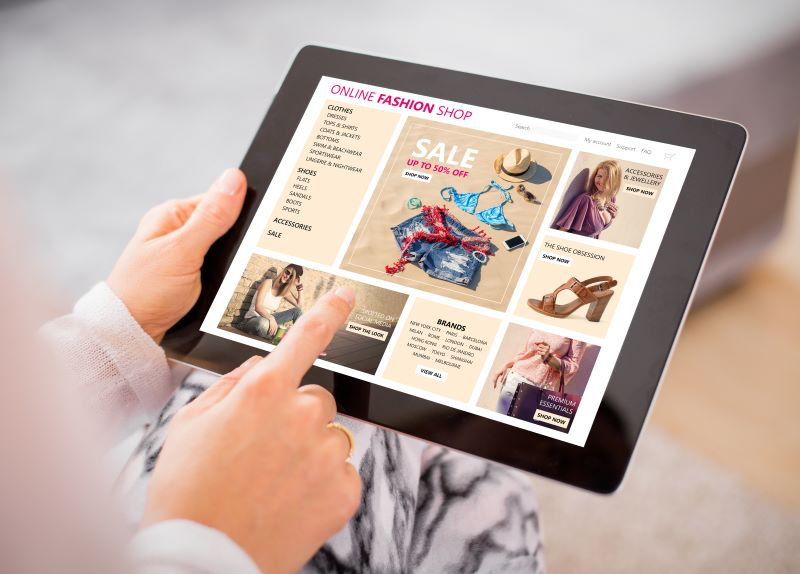 ONLINE FASHION SHOP
Search
My account Support FAQ
CLOTHES
DRESSES
TOPS & SHIRTS
COATS & JACKETS
BOTTOMS
SWIM & BEACHWEAR
SPORTSWEAR
LINGERIE & NIGHTWEAR
SHOES
FLATS
HEELS
SANDALS
BOOTS
SPORTS
ACCESSORIES
SALE
SALE
UP TO 50% OFF
SHOP NOW
ACCESSORIES
& JEWELLERY
SHOP NOW
THE SHOE OBSESSION
SHOP NOW
SPOTTED ON
SOCIAL MEDIA
SHOP THE LOOK
BRANDS
NEW YORK CITY PARIS BARCELONA
MILAN ROME LONDON DUBAI
HONG KONG RIO DE JANEIRO
MOSCOW TOKYO SHANGHAI
MUMBAI MELBOURNE
VIEW ALL
PREMIUM
ESSENTIALS
SHOP NOW